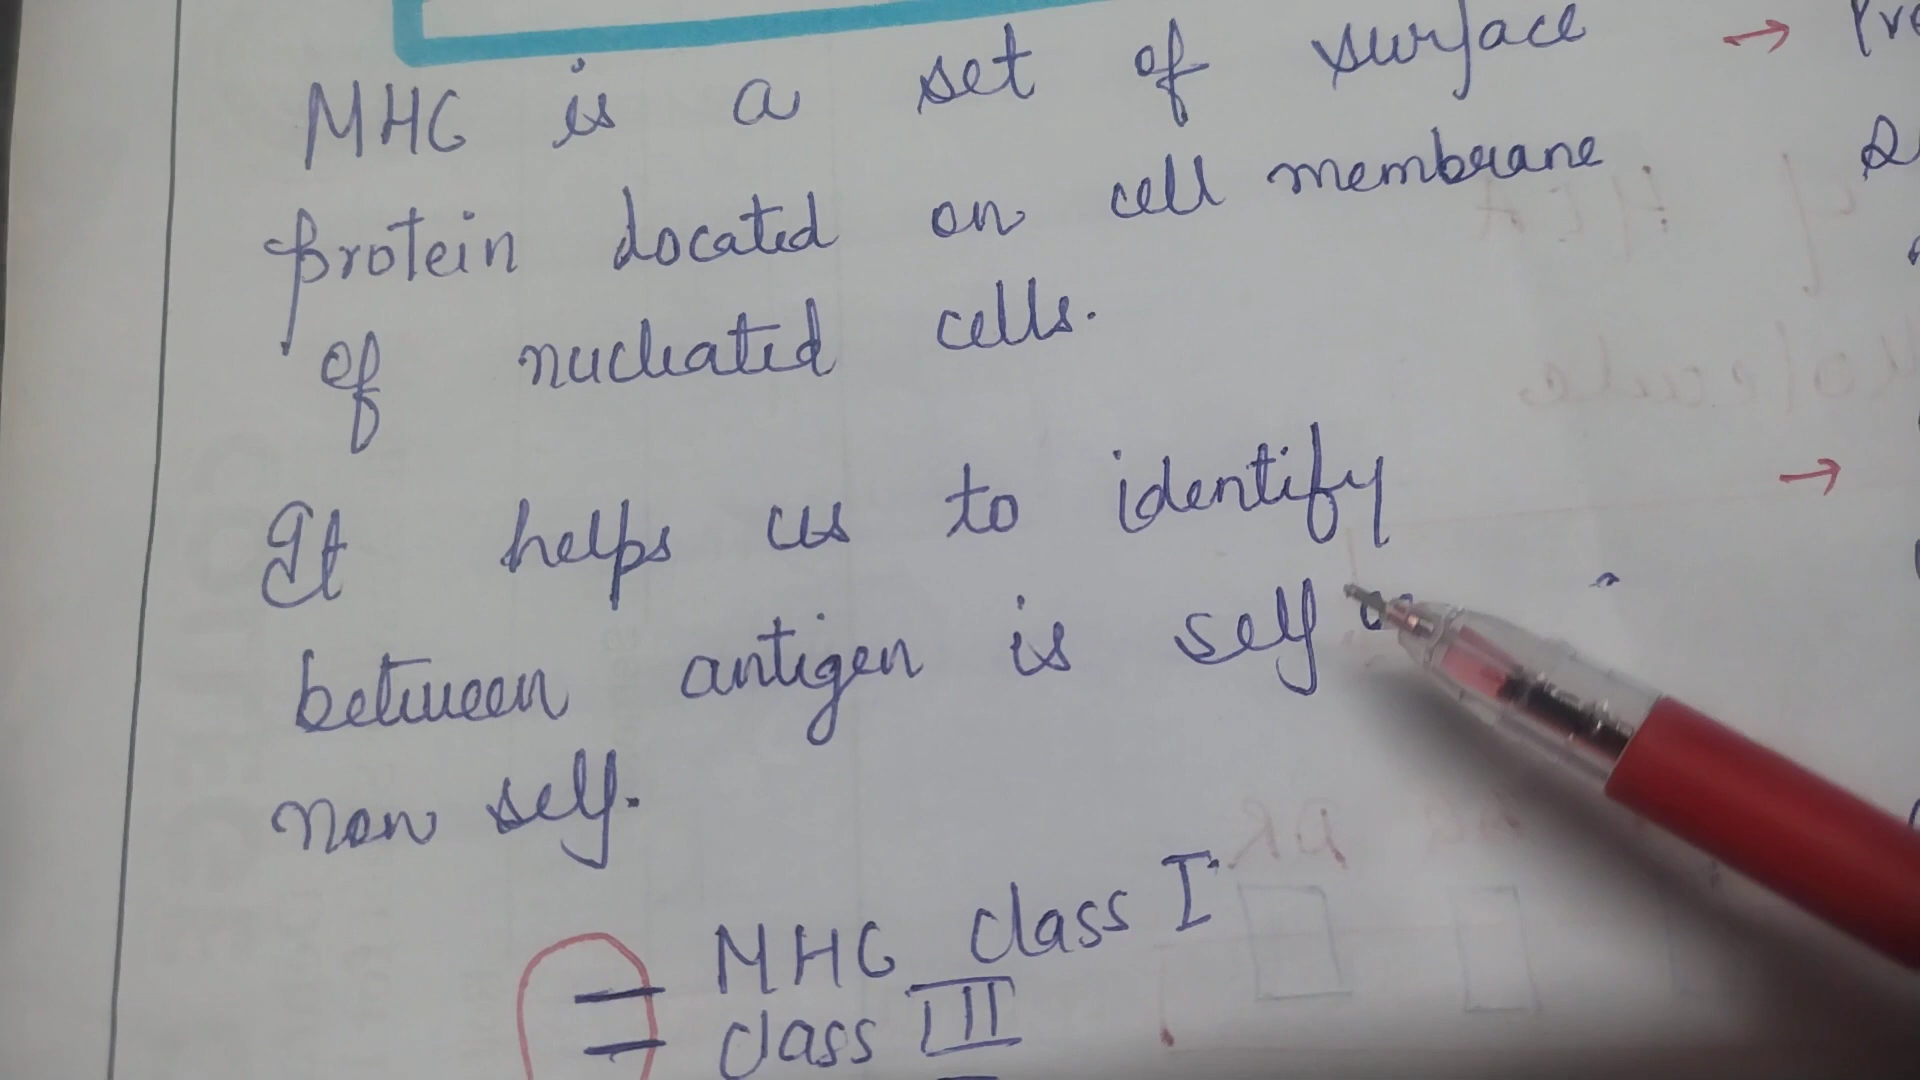 MHC is a set of surface →
protein located on cell membrane
of nucleated cells.
It helps us to identify →
between antigen is self
non self.
— MHC class I
— class III